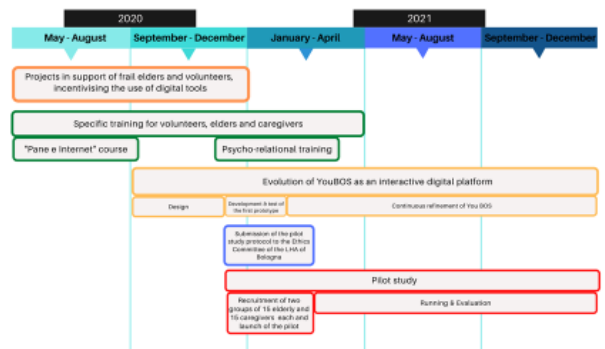 2020
2021
May - August
September - December
January - April
May - August
September - December
Projects in support of frail elders and volunteers,
incentivising the use of digital tools
Specific training for volunteers, elders and caregivers
"Pane e Internet" course
Psycho-relational training
Evolution of YouBOS as an interactive digital platform
Design
Development & test of
the first prototype
Continuous refinement of You BOS
Submission of the pilot
study protocol to the Ethics
Committee of the LHA of
Bologna
Pilot study
Recruitment of two
groups of 15 elderly and
15 caregivers each and
launch of the pilot
Running & Evaluation